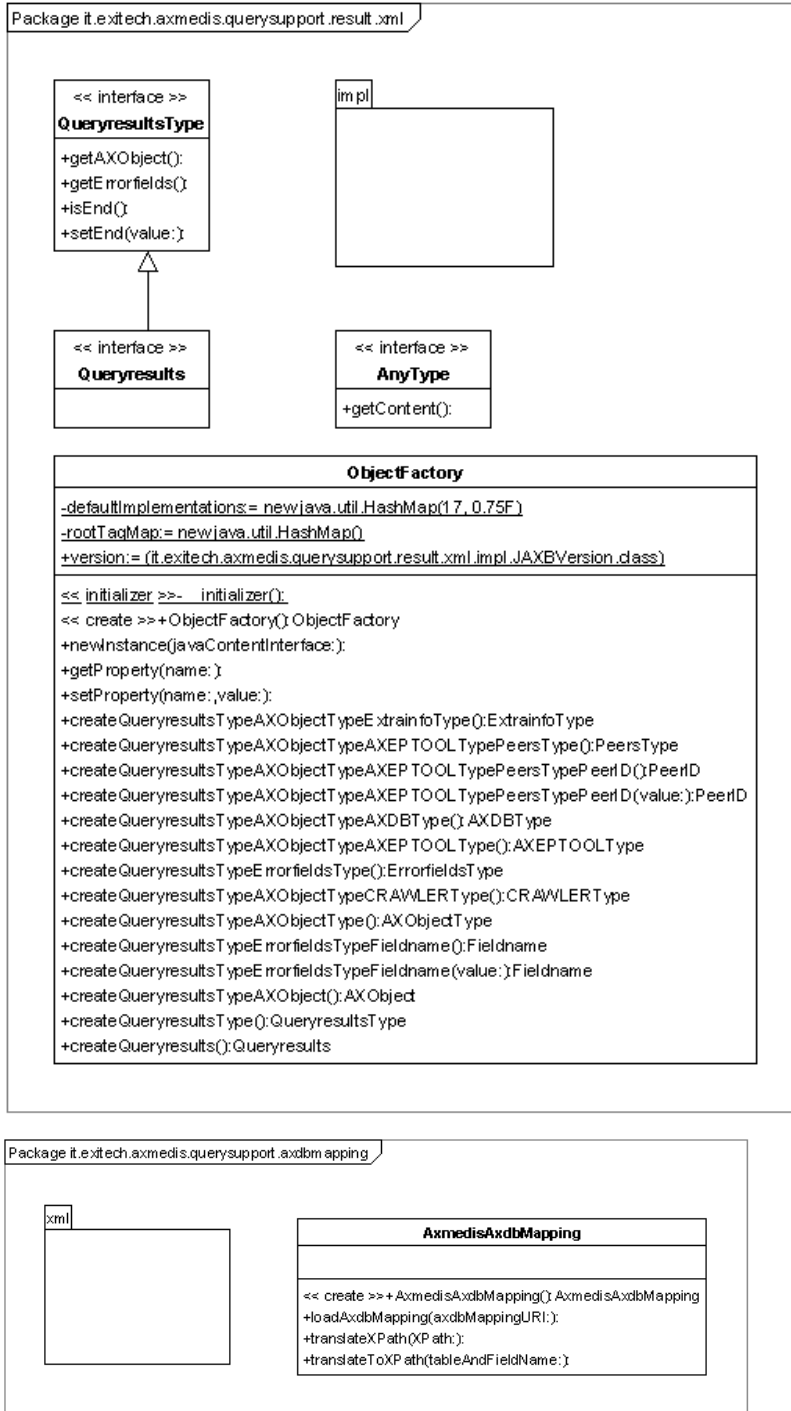 Package it.exitech.axmedis.querysupport.result.xml
<< interface >>
QueryresultsType
+getAXObject():
+getErrorfields():
+isEnd():
+setEnd(value:):
impl
<< interface >>
Queryresults
<< interface >>
AnyType
+getContent():
ObjectFactory
-defaultImplementations:= new java.util.HashMap(17, 0.75F)
-rootTagMap:= new java.util.HashMap()
+version:= (it.exitech.axmedis.querysupport.result.xml.impl.JAXBVersion.class)
<< initializer >>-__initializer():
<< create >>+ObjectFactory():ObjectFactory
+newInstance(javaContentInterface:):
+getProperty(name:):
+setProperty(name:,value:):
+createQueryresultsTypeAXObjectTypeExtrainfoType():ExtrainfoType
+createQueryresultsTypeAXObjectTypeAXEPTOOLTypePeersType():PeersType
+createQueryresultsTypeAXObjectTypeAXEPTOOLTypePeersTypePeerID():PeerID
+createQueryresultsTypeAXObjectTypeAXEPTOOLTypePeersTypePeerID(value:):PeerID
+createQueryresultsTypeAXObjectTypeAXDBType():AXDBType
+createQueryresultsTypeAXObjectTypeAXEPTOOLType():AXEPTOOLType
+createQueryresultsTypeErrorfieldsType():ErrorfieldsType
+createQueryresultsTypeAXObjectTypeCRAWLERType():CRAWLERType
+createQueryresultsTypeAXObjectType():AXObjectType
+createQueryresultsTypeErrorfieldsTypeFieldname():Fieldname
+createQueryresultsTypeErrorfieldsTypeFieldname(value:):Fieldname
+createQueryresultsTypeAXObject():AXObject
+createQueryresultsType():QueryresultsType
+createQueryresults():Queryresults
Package it.exitech.axmedis.querysupport.axdbmapping
xml
AxmedisAxdbMapping
<< create >>+AxmedisAxdbMapping():AxmedisAxdbMapping
+loadAxdbMapping(axdbMappingURI:):
+translateXPath(XPath:):
+translateToXPath(tableAndFieldName:):